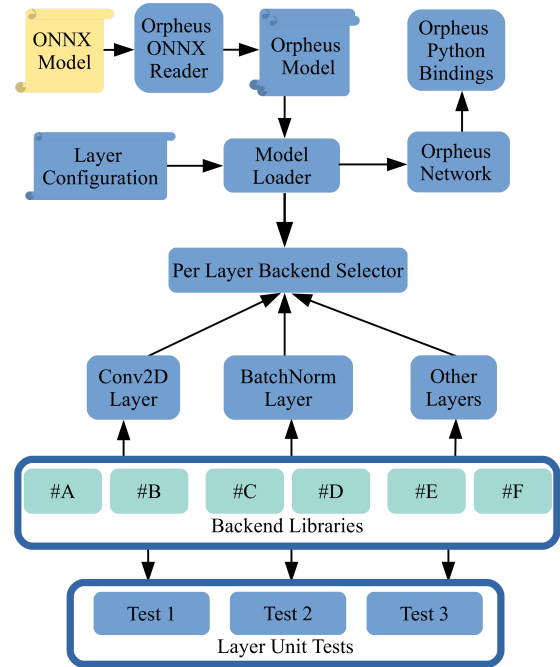 ONNX
Model
Orpheus
ONNX
Reader
Orpheus
Model
Orpheus
Python
Bindings
Layer
Configuration
Model
Loader
Orpheus
Network
Per Layer Backend Selector
Conv2D
Layer
BatchNorm
Layer
Other
Layers
#A
#B
#C
#D
#E
#F
Backend Libraries
Test 1
Test 2
Test 3
Layer Unit Tests